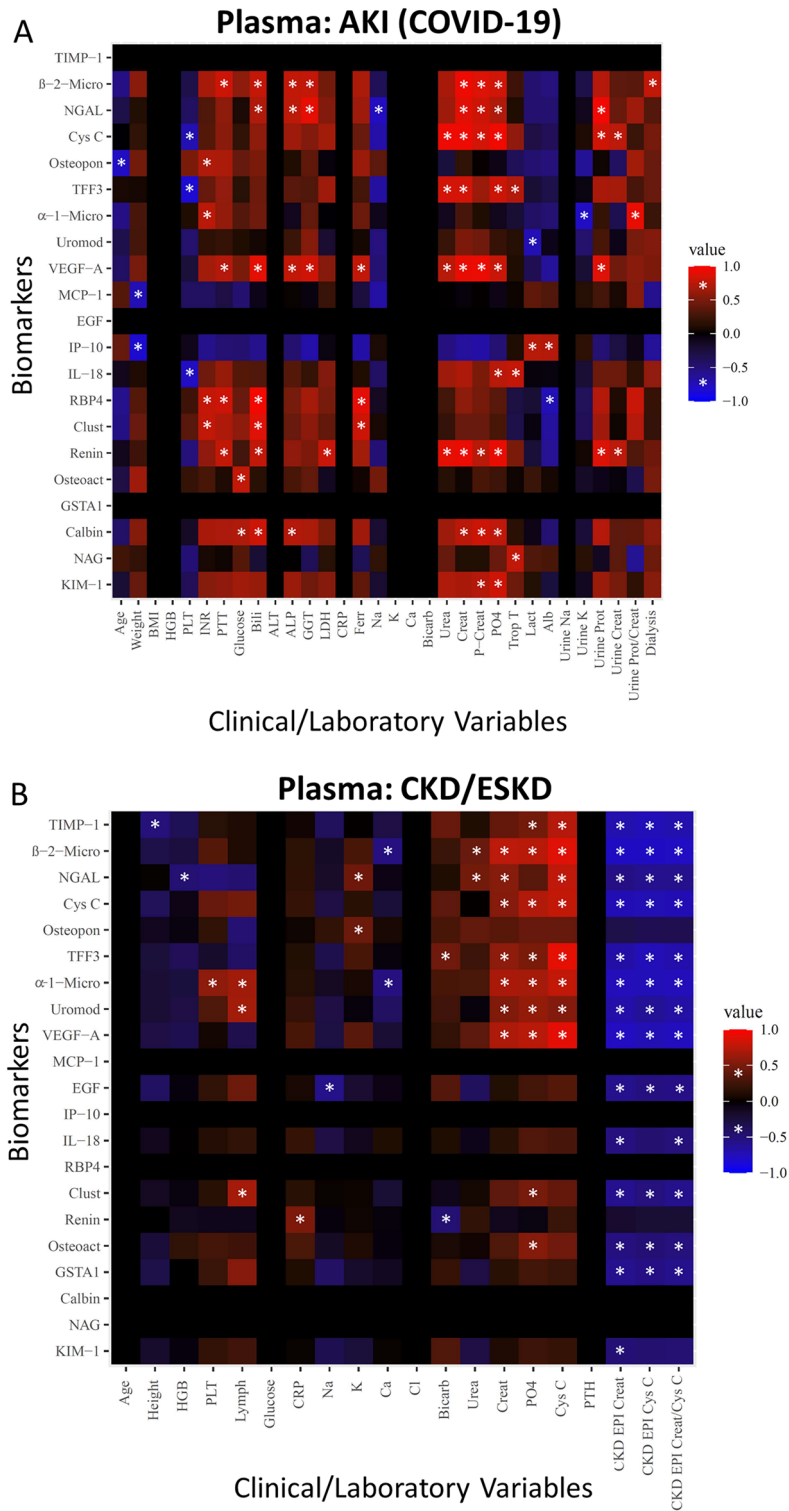 A
Plasma: AKI (COVID-19)
Biomarkers
TIMP−1
ß−2−Micro
NGAL
Cys C
Osteopon
TFF3
α−1−Micro
Uromod
VEGF−A
MCP−1
EGF
IP−10
IL−18
RBP4
Clust
Renin
Osteoact
GSTA1
Calbin
NAG
KIM−1
Age
Weight
BMI
HGB
PLT
INR
PTT
Glucose
Bili
ALT
ALP
GGT
LDH
CRP
Ferr
Na
K
Ca
Bicarb
Urea
Creat
P−Creat
PO4
Trop T
Lact
Alb
Urine Na
Urine K
Urine Prot
Urine Creat
Urine Prot/Creat
Dialysis
Clinical/Laboratory Variables
value
1.0
0.5
0.0
−0.5
−1.0
B
Plasma: CKD/ESKD
Biomarkers
TIMP−1
ß−2−Micro
NGAL
Cys C
Osteopon
TFF3
α-1−Micro
Uromod
VEGF−A
MCP−1
EGF
IP−10
IL−18
RBP4
Clust
Renin
Osteoact
GSTA1
Calbin
NAG
KIM−1
Age
Height
HGB
PLT
Lymph
Glucose
CRP
Na
K
Ca
Cl
Bicarb
Urea
Creat
PO4
Cys C
PTH
CKD EPI Creat
CKD EPI Cys C
CKD EPI Creat/Cys C
Clinical/Laboratory Variables
value
1.0
0.5
0.0
−0.5
−1.0